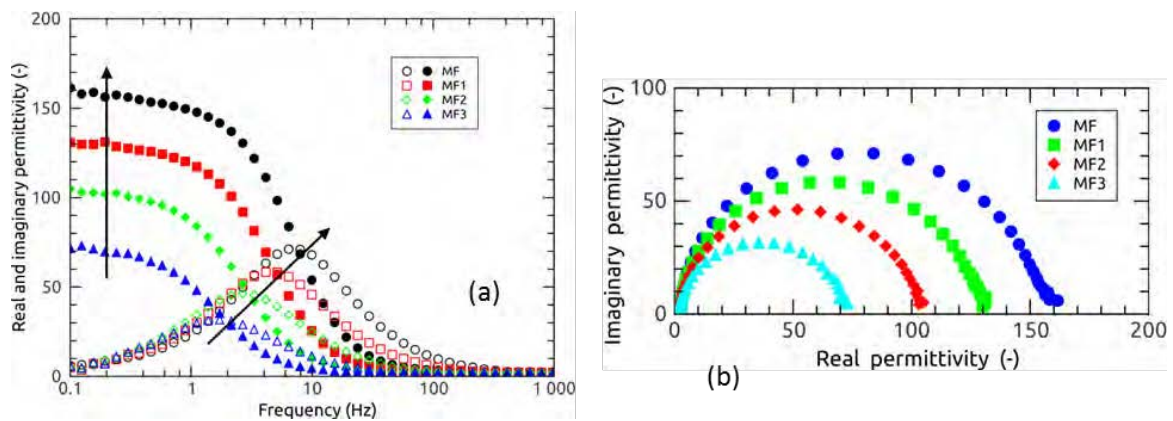 200
150
100
50
0
Real and imaginary permittivity (-)
MF
MF1
MF2
MF3
(a)
0.1 1 10 100 1 000
Frequency (Hz)
100
50
0
Imaginary permittivity (-)
MF
MF1
MF2
MF3
0 50 100 150 200
Real permittivity (-)
(b)